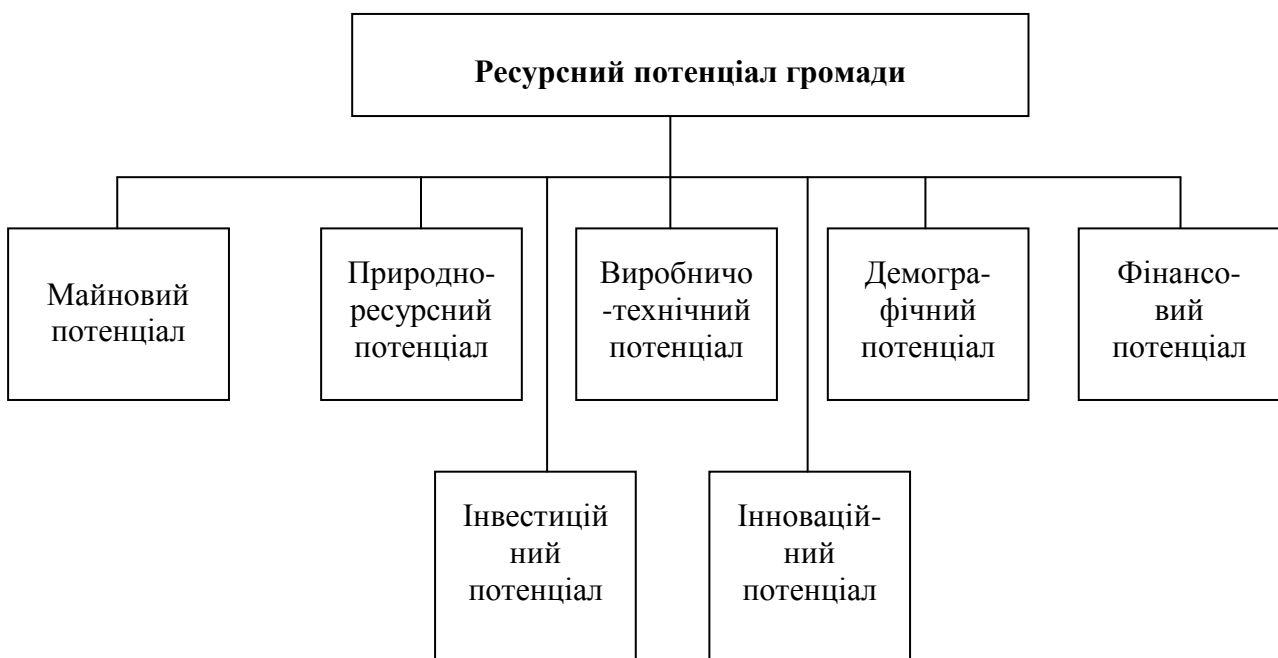 Ресурсний потенціал громади
Майновий
потенціал
Природно-
ресурсний
потенціал
Виробничо
-технічний
потенціал
Демогра-
фічний
потенціал
Фінансо-
вий
потенціал
Інвестицій
ний
потенціал
Інновацій-
ний
потенціал